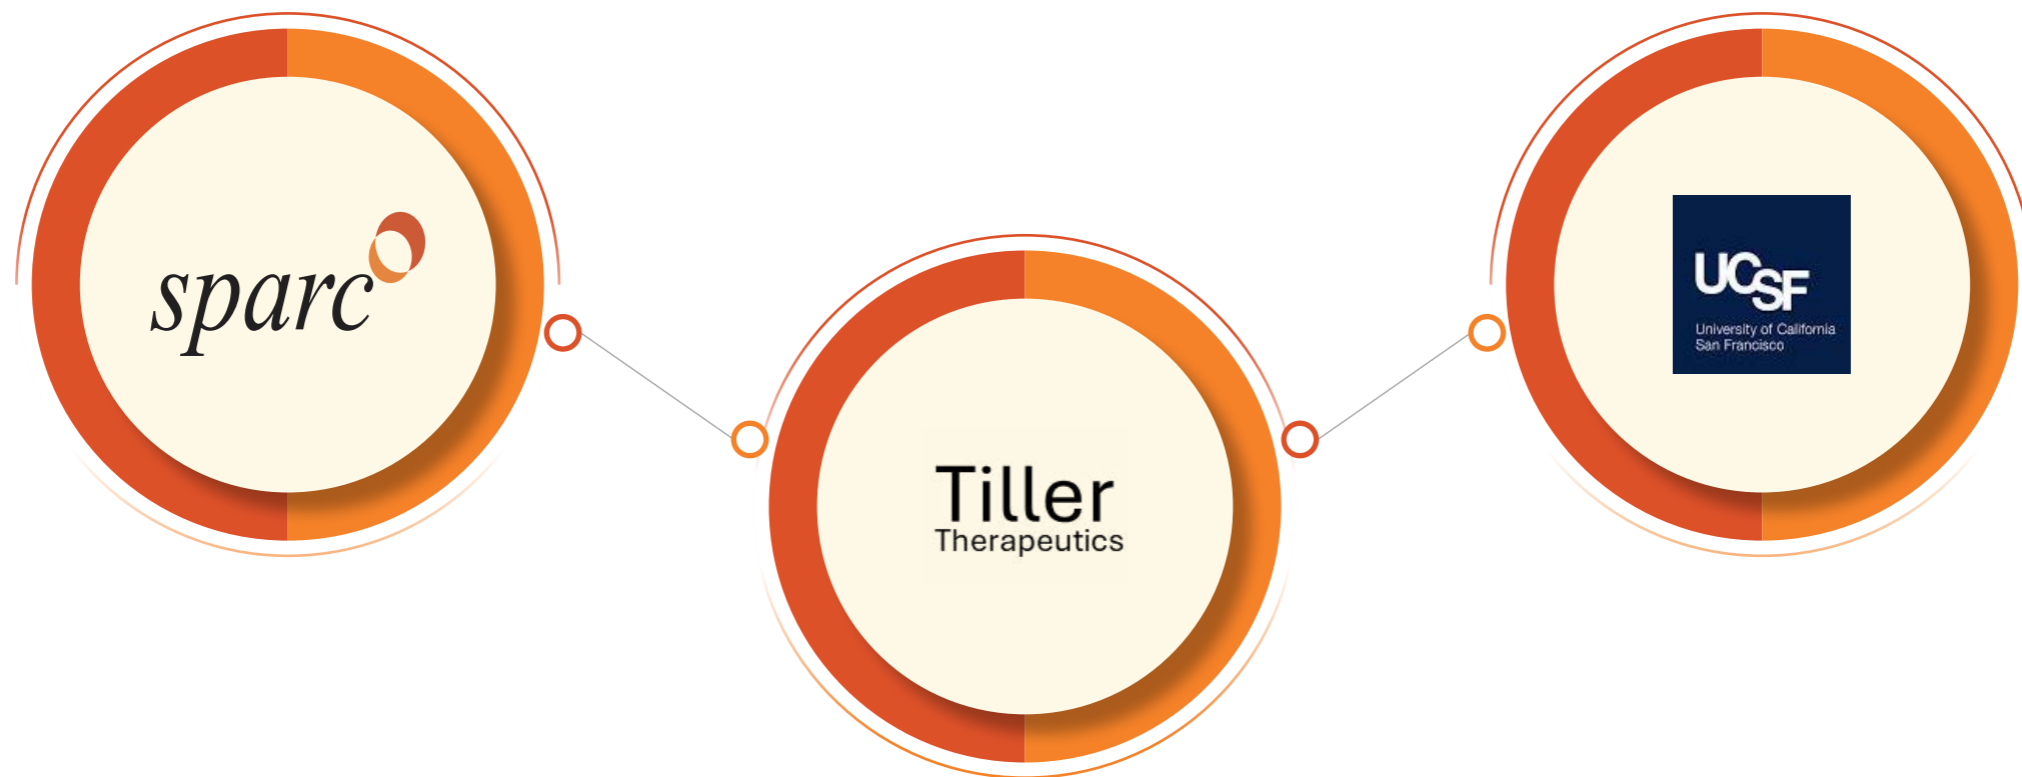 sparc
Tiller
Therapeutics
UCSF
University of California
San Francisco